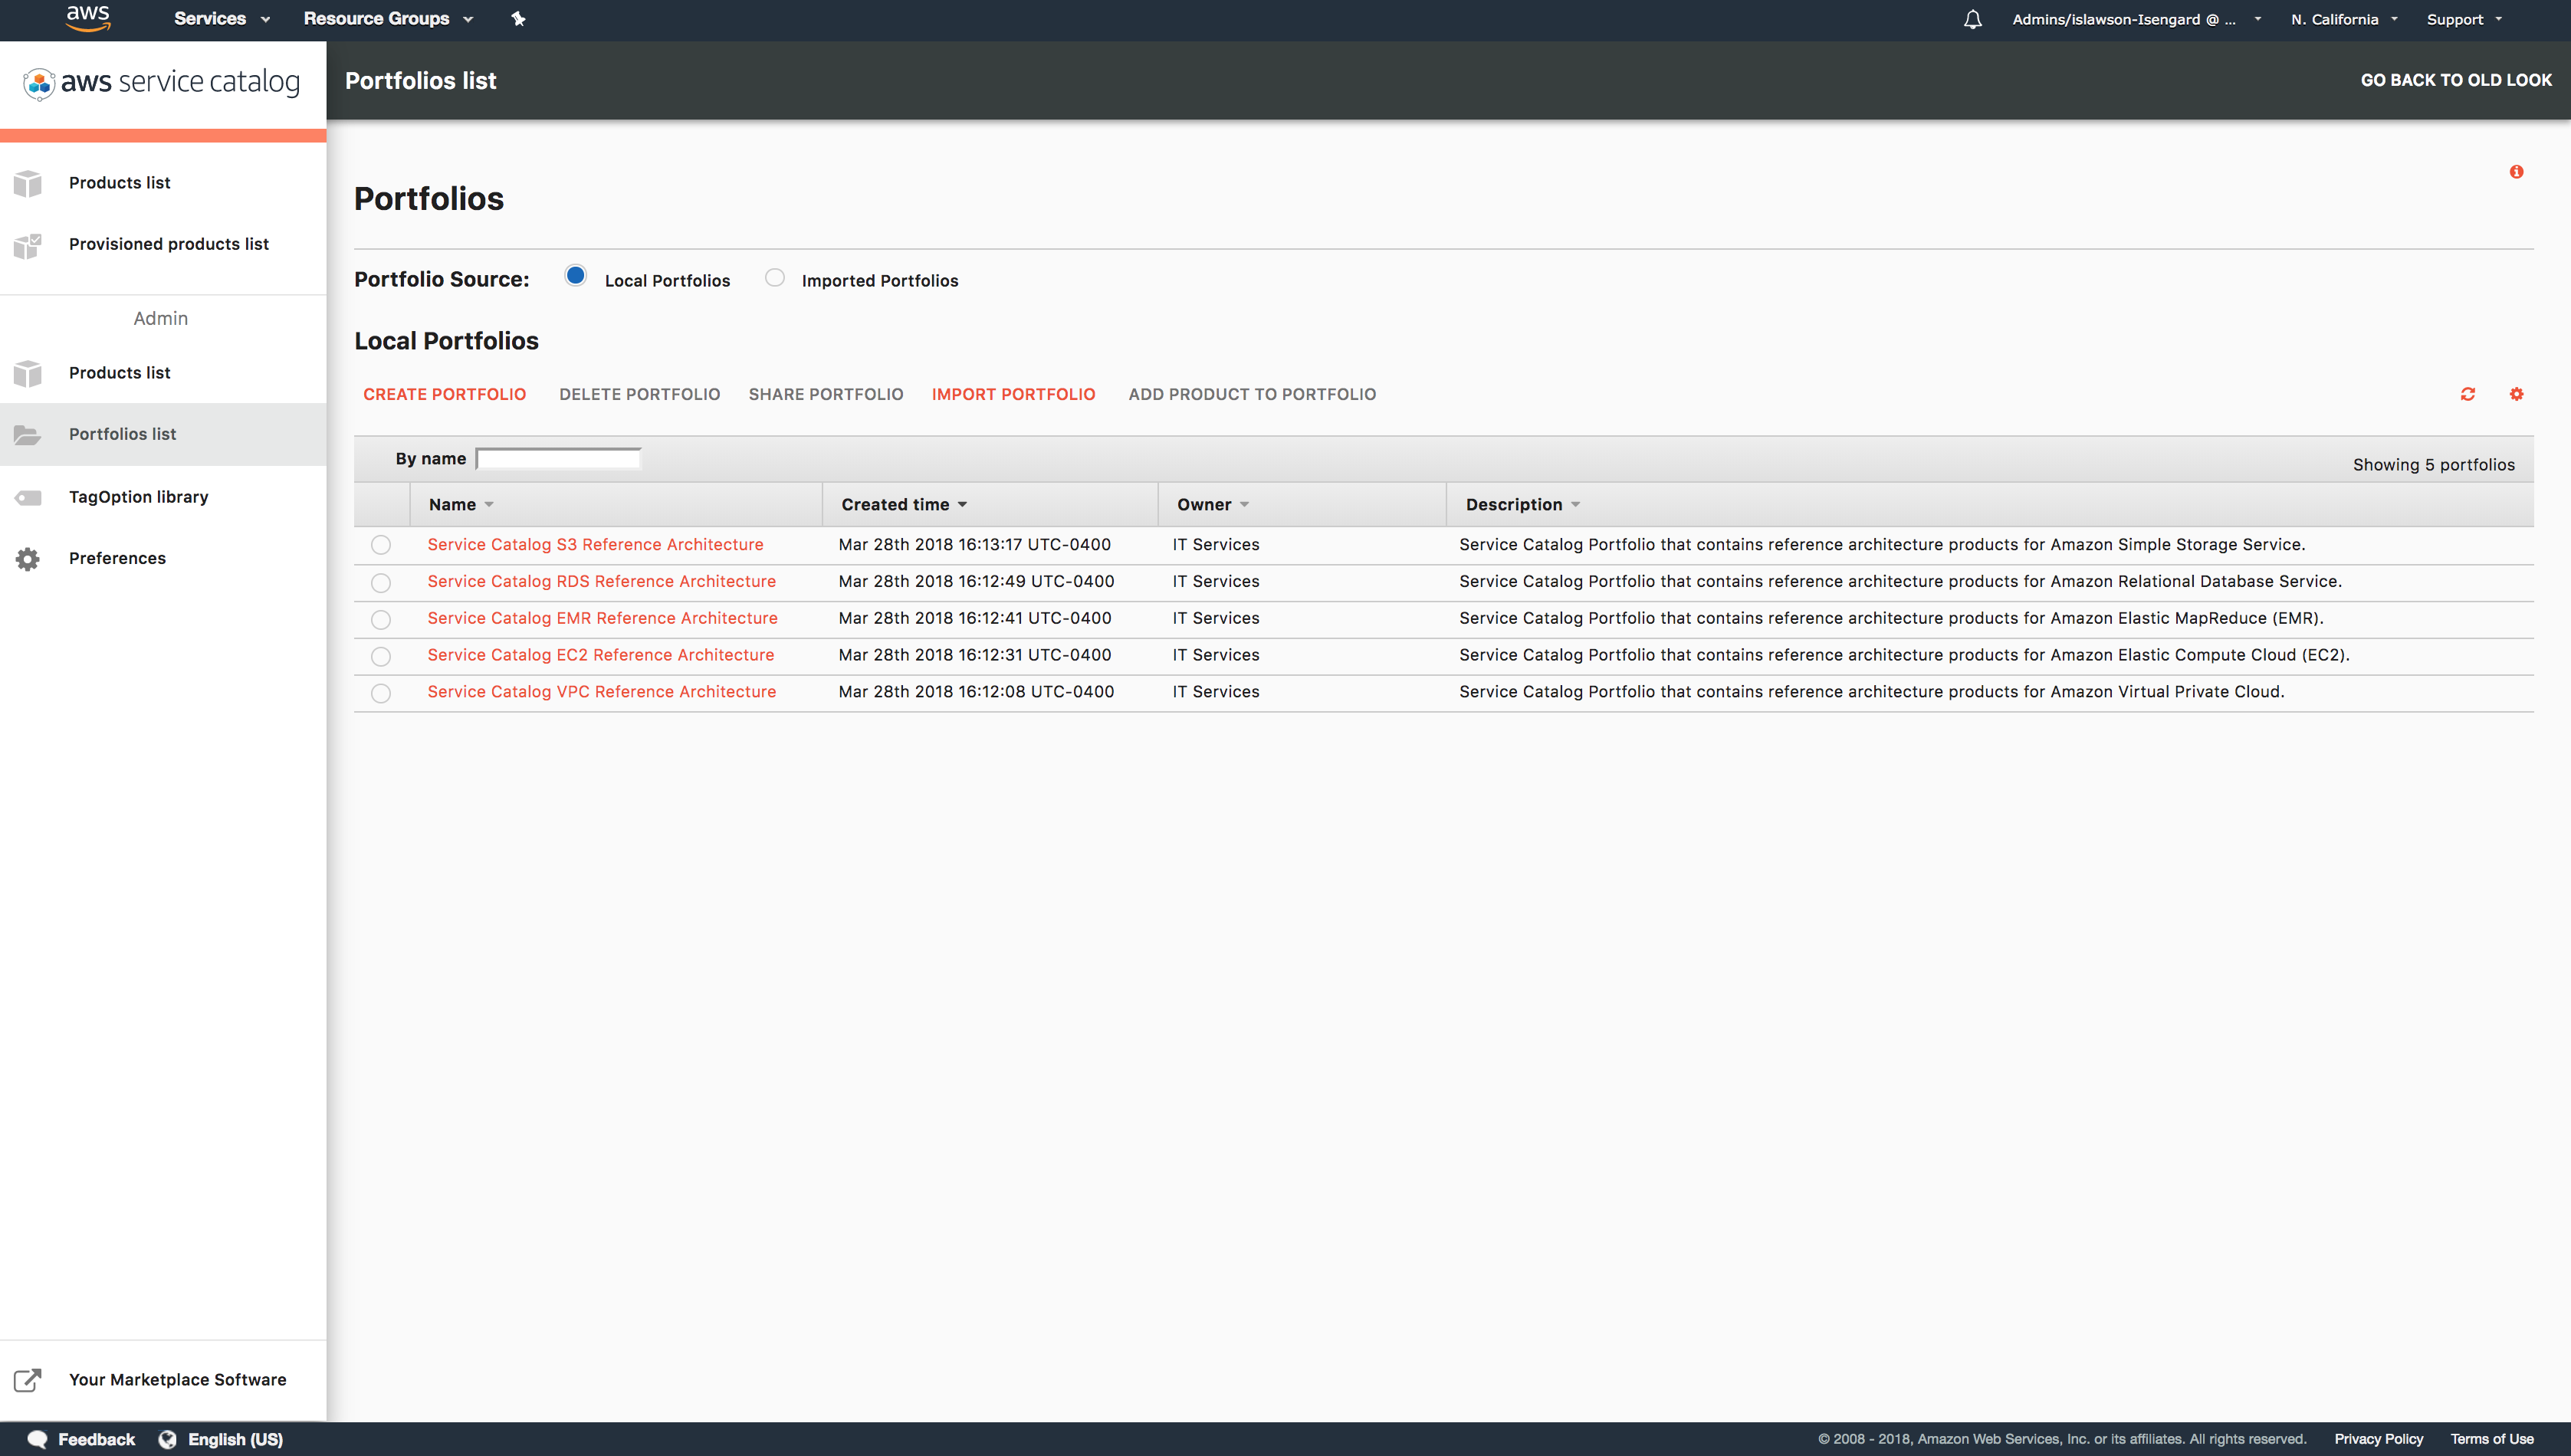 aws Services Resource Groups Admins/islawson-Isengard @ ... N. California Support
aws service catalog
Portfolios list
GO BACK TO OLD LOOK
Products list
Provisioned products list
Admin
Products list
Portfolios list
TagOption library
Preferences
Your Marketplace Software
Portfolios
Portfolio Source: Local Portfolios Imported Portfolios
Local Portfolios
CREATE PORTFOLIO DELETE PORTFOLIO SHARE PORTFOLIO IMPORT PORTFOLIO ADD PRODUCT TO PORTFOLIO
By name
Showing 5 portfolios
Name Created time Owner Description
Service Catalog S3 Reference Architecture Mar 28th 2018 16:13:17 UTC-0400 IT Services Service Catalog Portfolio that contains reference architecture products for Amazon Simple Storage Service.
Service Catalog RDS Reference Architecture Mar 28th 2018 16:12:49 UTC-0400 IT Services Service Catalog Portfolio that contains reference architecture products for Amazon Relational Database Service.
Service Catalog EMR Reference Architecture Mar 28th 2018 16:12:41 UTC-0400 IT Services Service Catalog Portfolio that contains reference architecture products for Amazon Elastic MapReduce (EMR).
Service Catalog EC2 Reference Architecture Mar 28th 2018 16:12:31 UTC-0400 IT Services Service Catalog Portfolio that contains reference architecture products for Amazon Elastic Compute Cloud (EC2).
Service Catalog VPC Reference Architecture Mar 28th 2018 16:12:08 UTC-0400 IT Services Service Catalog Portfolio that contains reference architecture products for Amazon Virtual Private Cloud.
Feedback English (US) © 2008 - 2018, Amazon Web Services, Inc. or its affiliates. All rights reserved. Privacy Policy Terms of Use